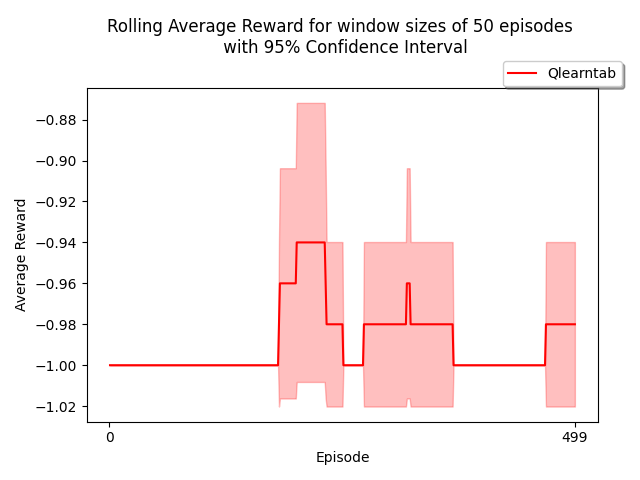 Rolling Average Reward for window sizes of 50 episodes
with 95% Confidence Interval
Qlearntab
−0.88
−0.90
−0.92
−0.94
−0.96
−0.98
−1.00
−1.02
Average Reward
0
499
Episode